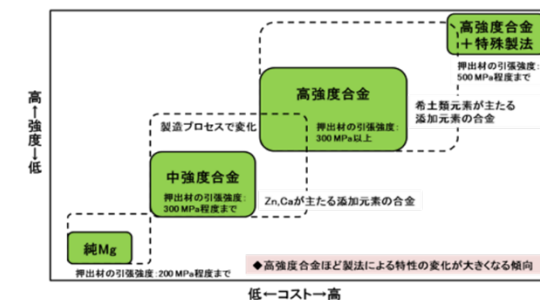 高強度合金
＋特殊製法
押出材の引張強度：
500 MPa程度まで
高強度合金
押出材の引張強度：
300 MPa以上
希土類元素が主たる
添加元素の合金
製造プロセスで変化
中強度合金
押出材の引張強度：
300 MPa程度まで
Zn,Caが主たる添加元素の合金
純Mg
押出材の引張強度：200 MPa程度まで
◆高強度合金ほど製法による特性の変化が大きくなる傾向
高←強度→低
低←コスト→高